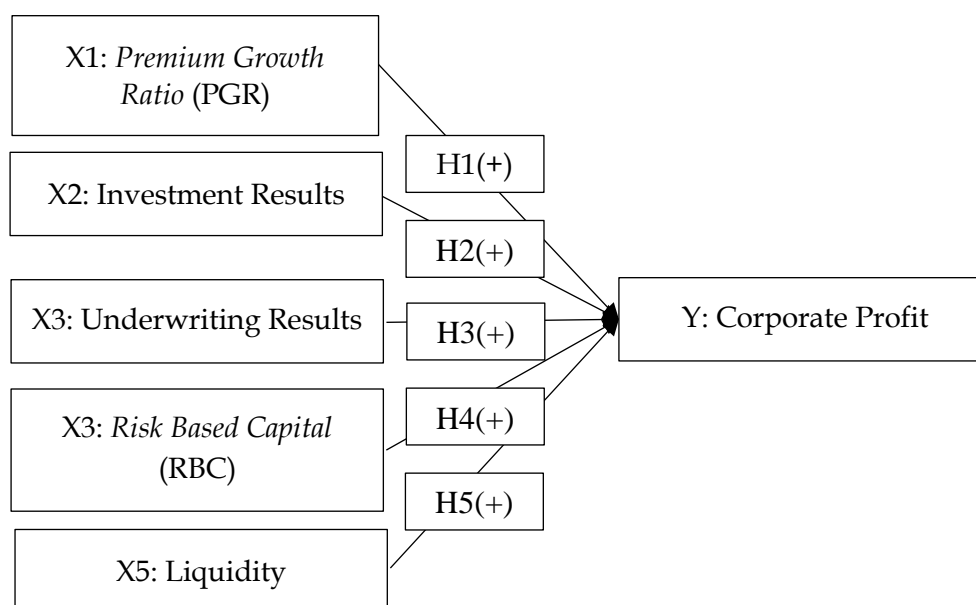 X1: Premium Growth
Ratio (PGR)
H1(+)
X2: Investment Results
H2(+)
X3: Underwriting Results
H3(+)
Y: Corporate Profit
X3: Risk Based Capital
(RBC)
H4(+)
H5(+)
X5: Liquidity